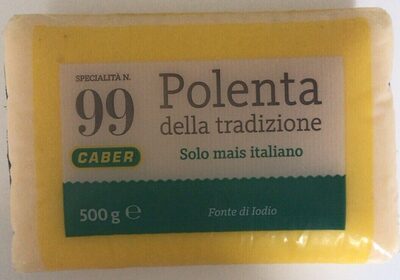 SPECIALITÀ N.
99
CABER
Polenta
della tradizione
Solo mais italiano
500 g ℮
Fonte di Iodio